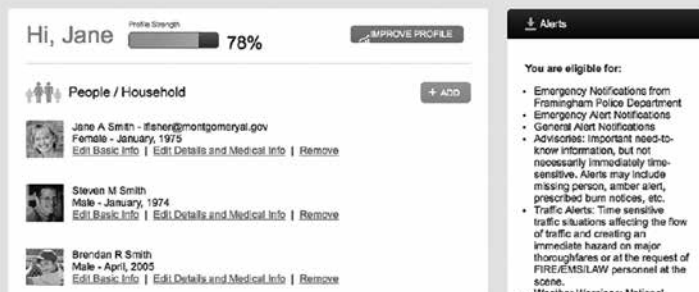 Hi, Jane
Profile Strength
78%
IMPROVE PROFILE
People / Household
+ ADD
Jane A Smith - lfisher@montgomeryal.gov
Female - January, 1975
Edit Basic Info | Edit Details and Medical Info | Remove
Steven M Smith
Male - January, 1974
Edit Basic Info | Edit Details and Medical Info | Remove
Brendan R Smith
Male - April, 2005
Edit Basic Info | Edit Details and Medical Info | Remove
Alerts
You are eligible for:
• Emergency Notifications from
Framingham Police Department
• Emergency Alert Notifications
• General Alert Notifications
• Advisories: Important need-to-
know information, but not
necessarily immediately time-
sensitive. Alerts may include
missing person, amber alert,
prescribed burn notices, etc.
• Traffic Alerts: Time sensitive
traffic situations affecting the flow
of traffic and creating an
immediate hazard on major
thoroughfares or at the request of
FIRE/EMS/LAW personnel at the
scene.
• Weather Warnings: National